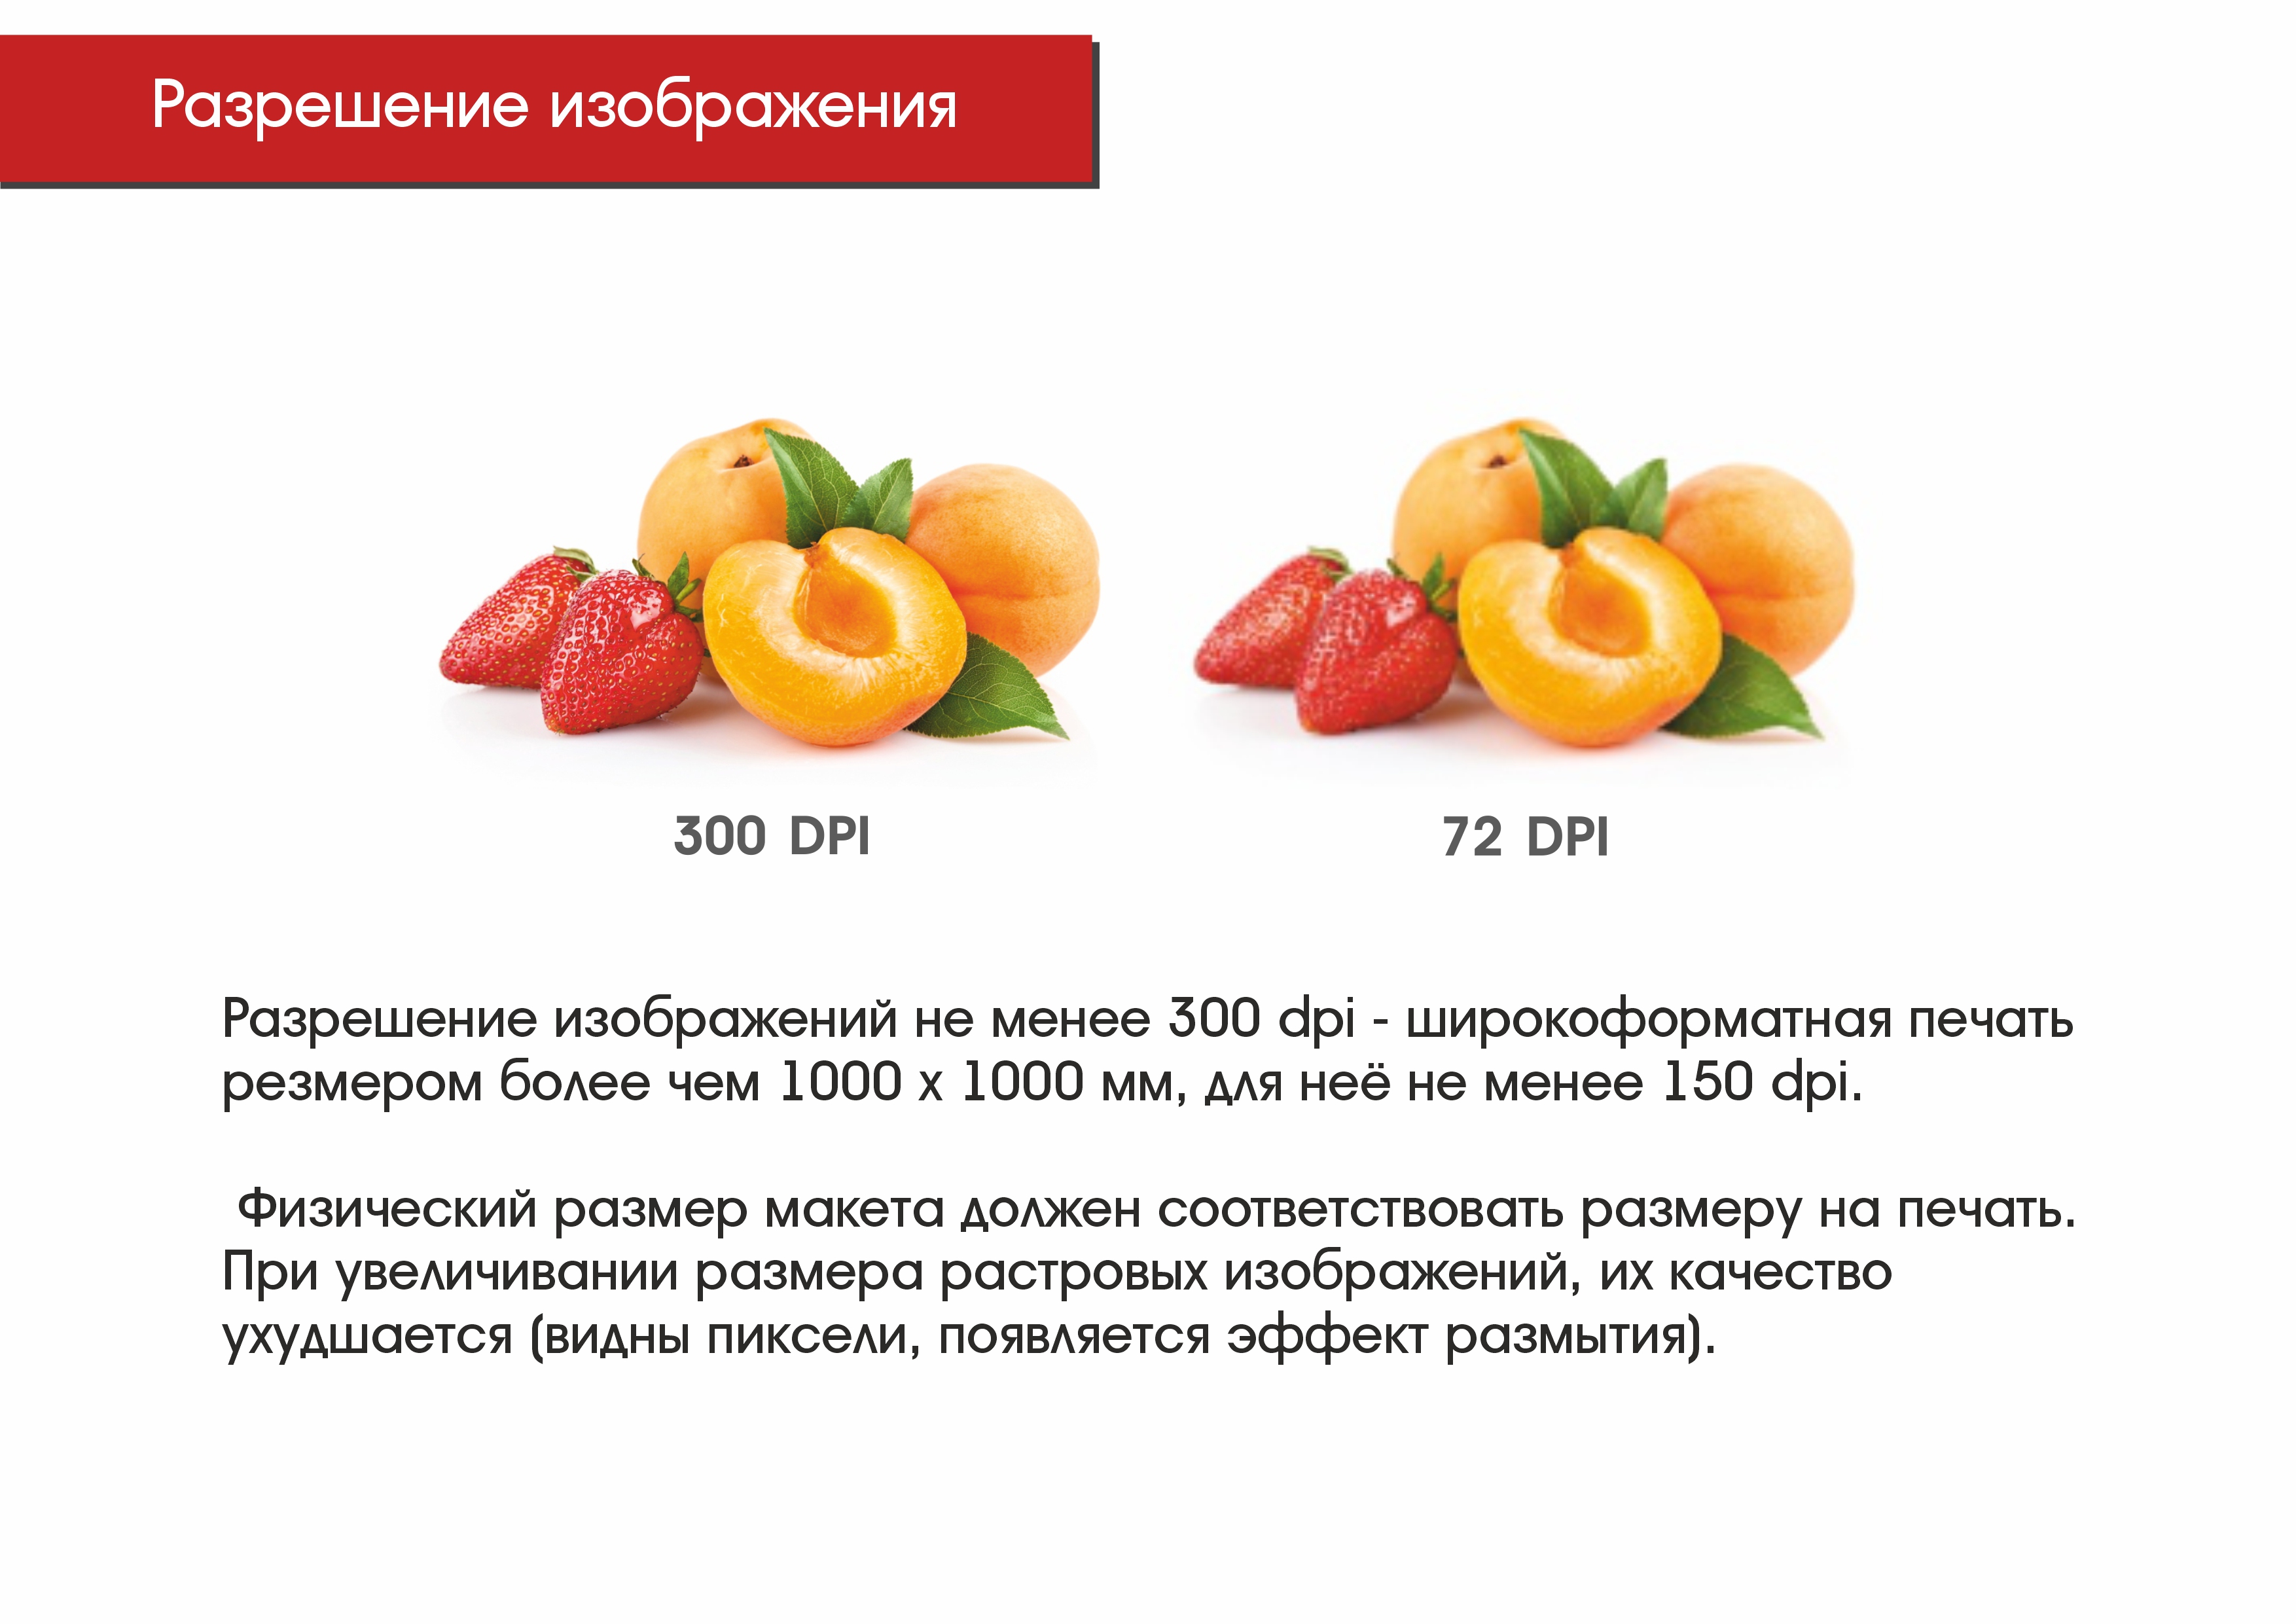 Разрешение изображения
300 DPI
72 DPI
Разрешение изображений не менее 300 dpi - широкоформатная печать
резмером более чем 1000 x 1000 мм, для неё не менее 150 dpi.
Физический размер макета должен соответствовать размеру на печать.
При увеличивании размера растровых изображений, их качество
ухудшается (видны пиксели, появляется эффект размытия).